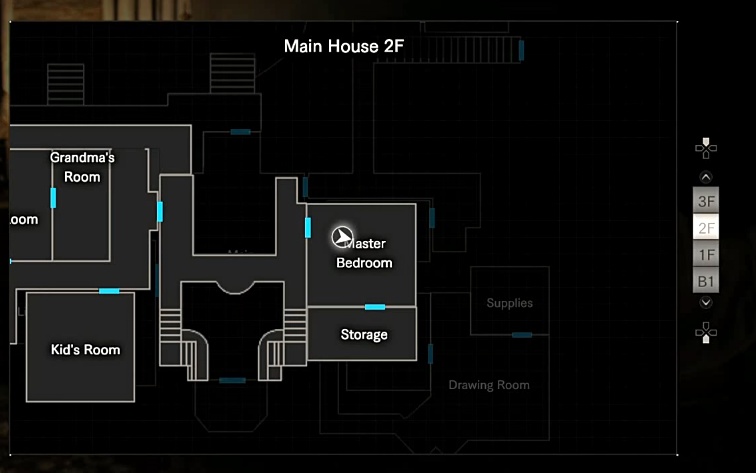 Main House 2F
Grandma's
Room
oom
Master
Bedroom
Kid's Room
Storage
Supplies
Drawing Room
3F
2F
1F
B1